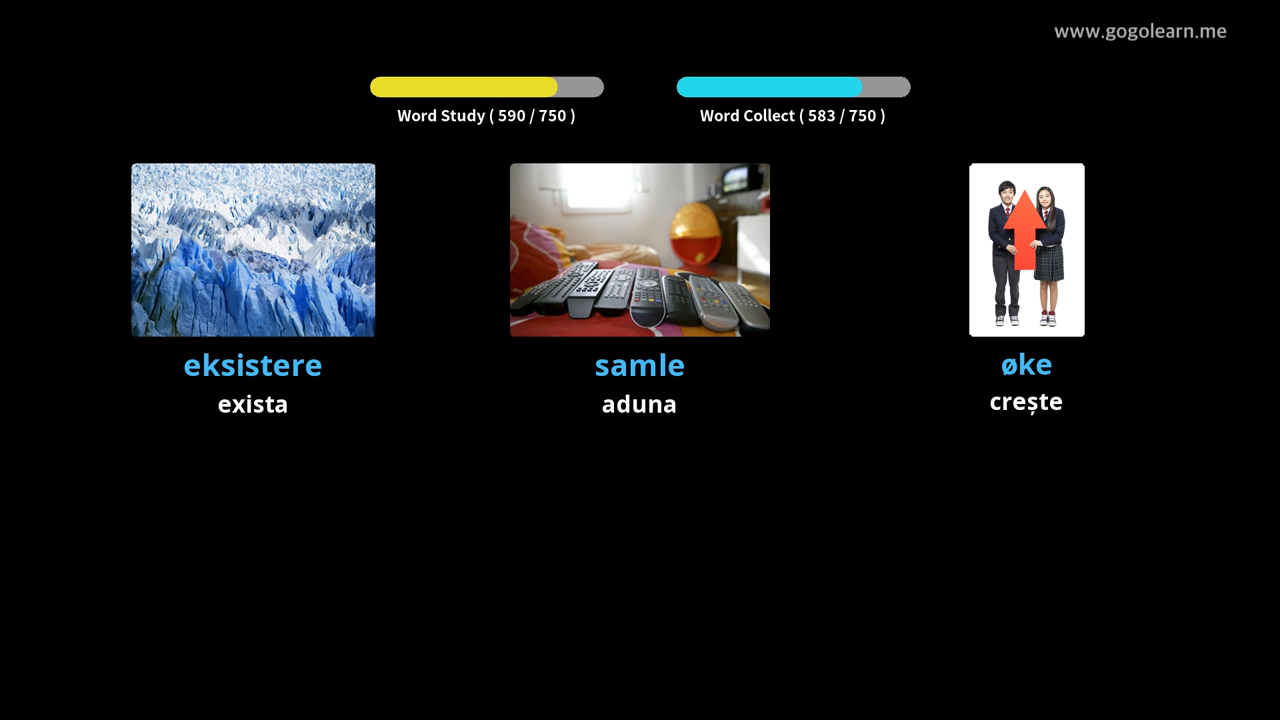 www.gogolearn.me
Word Study ( 590 / 750 )
Word Collect ( 583 / 750 )
eksistere
exista
samle
aduna
øke
crește